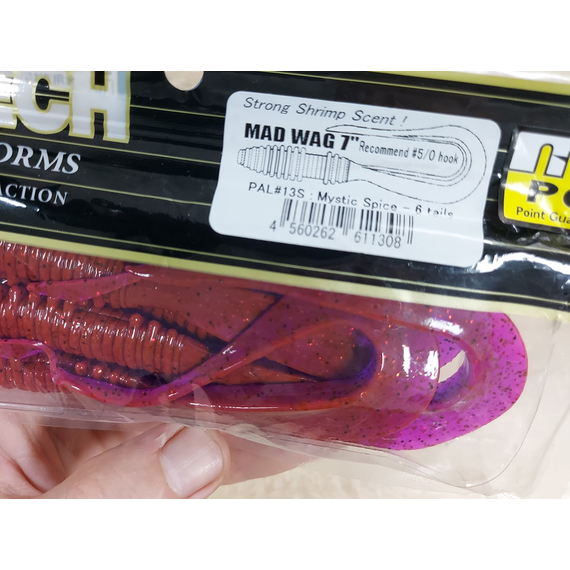 ECH
ORMS
ACTION
Strong Shrimp Scent !
MAD WAG 7"
Recommend #5/0 hook
PAL#13S : Mystic Spice - 6 tails
4 560262 611308
Point Gua